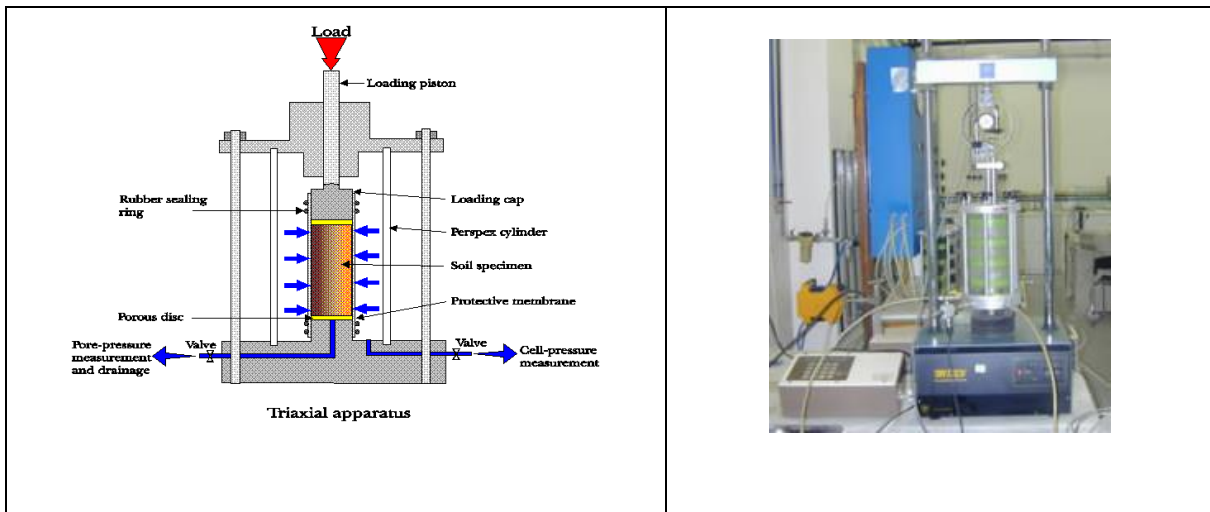 Load
Loading piston
Rubber sealing
ring
Loading cap
Perspex cylinder
Soil specimen
Protective membrane
Porous disc
Pore-pressure
measurement
and drainage
Valve
Valve
Cell-pressure
measurement
Triaxial apparatus